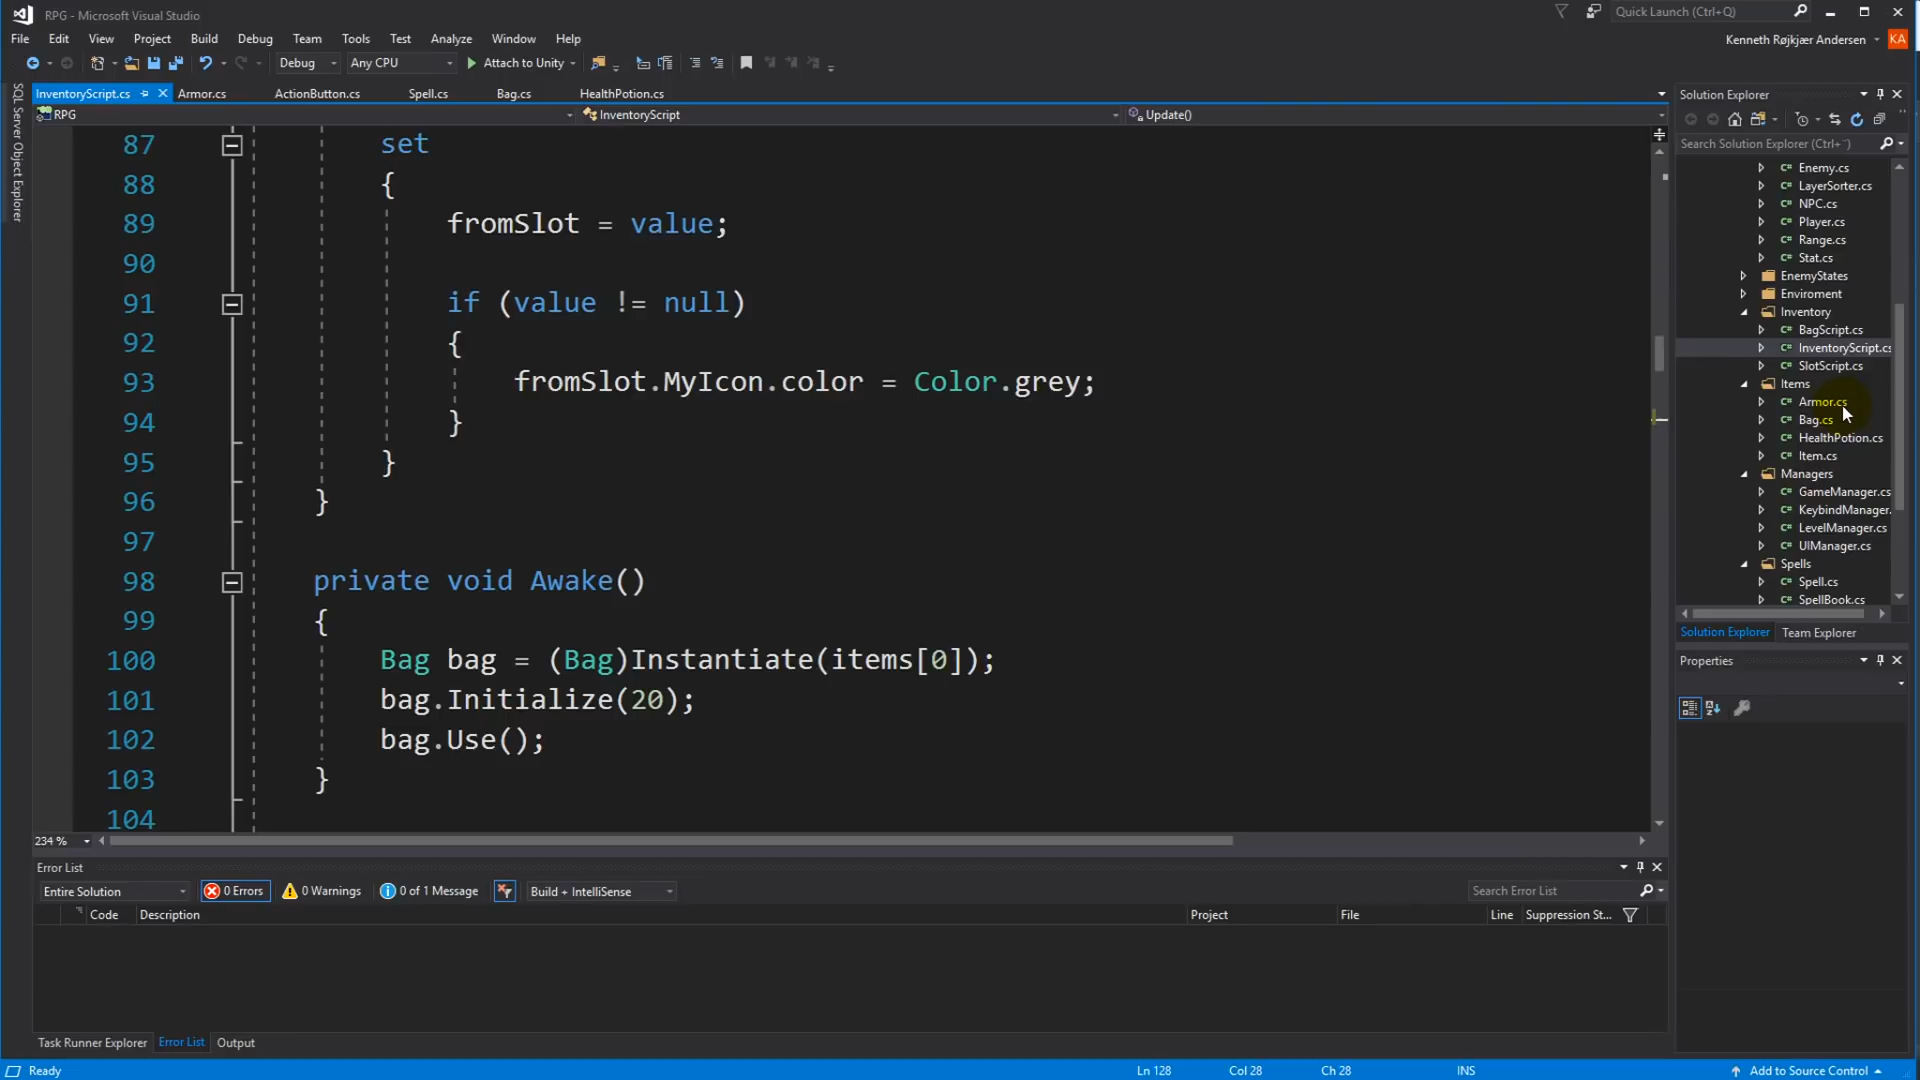 RPG - Microsoft Visual Studio
Quick Launch (Ctrl+Q)
File Edit View Project Build Debug Team Tools Test Analyze Window Help
Kenneth Røjkjær Andersen KA
Debug Any CPU Attach to Unity
SQL Server Object Explorer
InventoryScript.cs Armor.cs ActionButton.cs Spell.cs Bag.cs HealthPotion.cs
RPG InventoryScript Update()
87 set
88 {
89 fromSlot = value;
90
91 if (value != null)
92 {
93 fromSlot.MyIcon.color = Color.grey;
94 }
95 }
96 }
97
98 private void Awake()
99 {
100 Bag bag = (Bag)Instantiate(items[0]);
101 bag.Initialize(20);
102 bag.Use();
103 }
104
234 %
Solution Explorer
Search Solution Explorer (Ctrl+¨)
C# Enemy.cs
C# LayerSorter.cs
C# NPC.cs
C# Player.cs
C# Range.cs
C# Stat.cs
EnemyStates
Enviroment
Inventory
C# BagScript.cs
C# InventoryScript.cs
C# SlotScript.cs
Items
C# Armor.cs
C# Bag.cs
C# HealthPotion.cs
C# Item.cs
Managers
C# GameManager.cs
C# KeybindManager.
C# LevelManager.cs
C# UIManager.cs
Spells
C# Spell.cs
C# SpellBook.cs
Solution Explorer Team Explorer
Properties
Error List
Entire Solution 0 Errors 0 Warnings 0 of 1 Message Build + IntelliSense Search Error List
Code Description Project File Line Suppression St...
Task Runner Explorer Error List Output
Ready Ln 128 Col 28 Ch 28 INS Add to Source Control